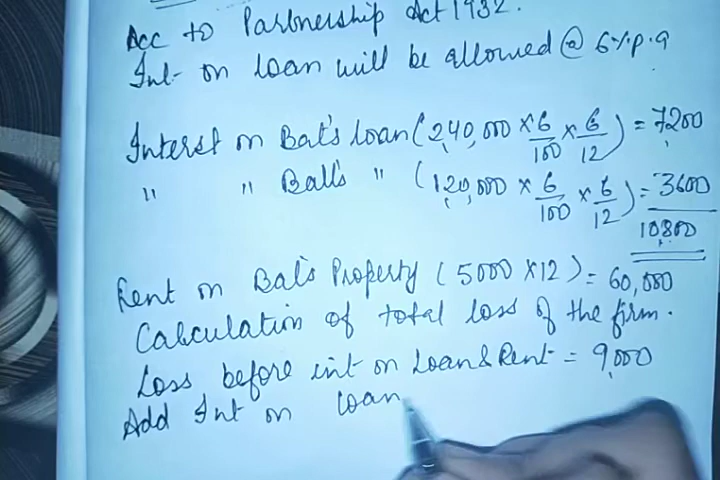 Acc to Partnership Act 1932.
Int- on loan will be allowed @ 6% p.a
Interst on Bat's loan (240,000 × 6/100 × 6/12) = 7200
" " Ball's " (120,000 × 6/100 × 6/12) = 3600
10800
Rent on Bat's Property (5000 × 12) = 60,000
Calculation of total loss of the firm.
Loss before int on Loan & Rent = 9,000
Add Int on loan